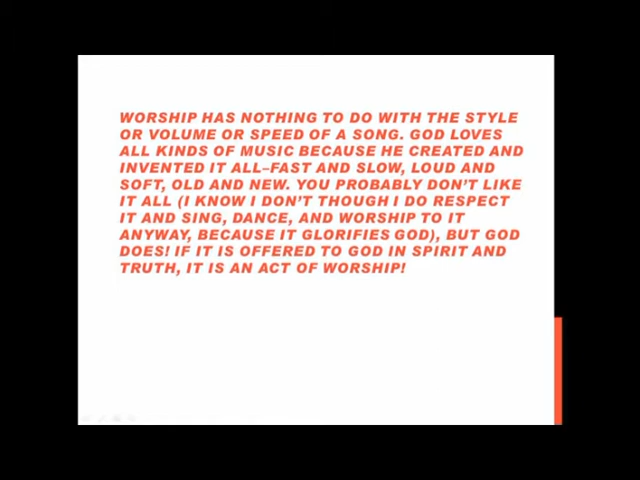 WORSHIP HAS NOTHING TO DO WITH THE STYLE
OR VOLUME OR SPEED OF A SONG. GOD LOVES
ALL KINDS OF MUSIC BECAUSE HE CREATED AND
INVENTED IT ALL–FAST AND SLOW, LOUD AND
SOFT, OLD AND NEW. YOU PROBABLY DON'T LIKE
IT ALL (I KNOW I DON'T THOUGH I DO RESPECT
IT AND SING, DANCE, AND WORSHIP TO IT
ANYWAY, BECAUSE IT GLORIFIES GOD), BUT GOD
DOES! IF IT IS OFFERED TO GOD IN SPIRIT AND
TRUTH, IT IS AN ACT OF WORSHIP!